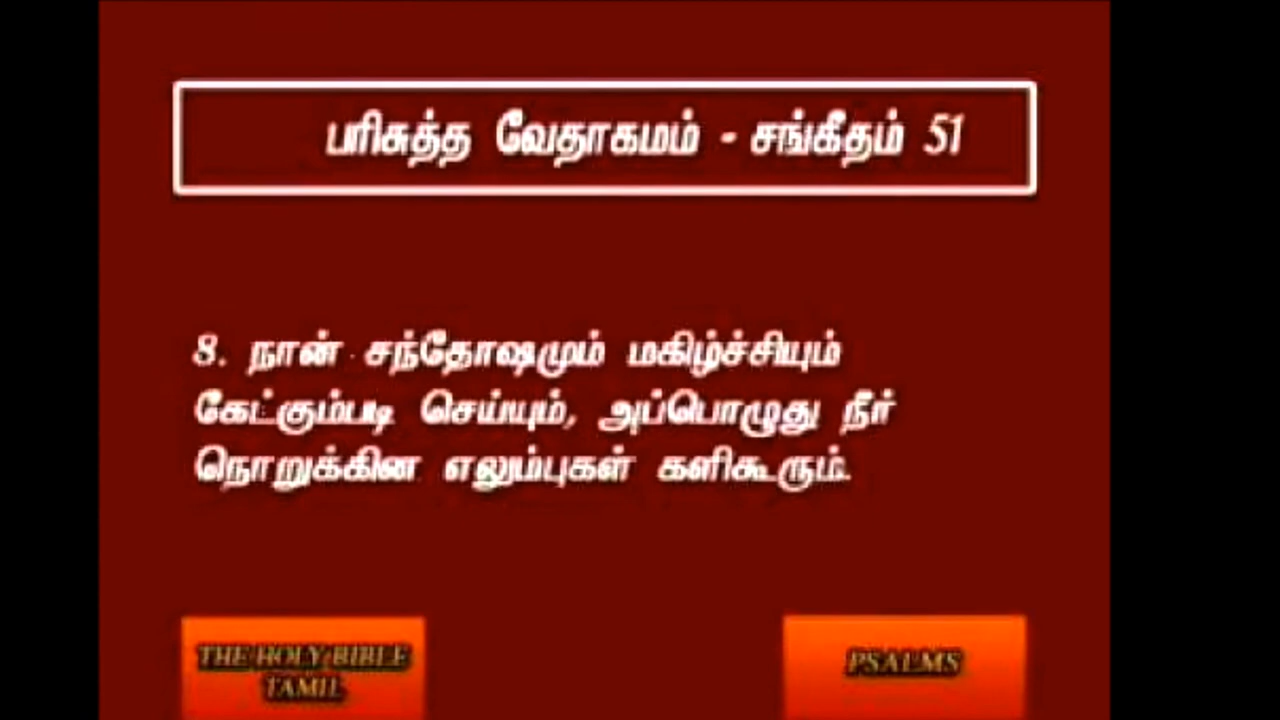 பரிசுத்த வேதாகமம் - சங்கீதம் 51
8. நான் சந்தோஷமும் மகிழ்ச்சியும்
கேட்கும்படி செய்யும், அப்பொழுது நீர்
நொறுக்கின எலும்புகள் களிகூரும்.
THE HOLY BIBLE
TAMIL
PSALMS